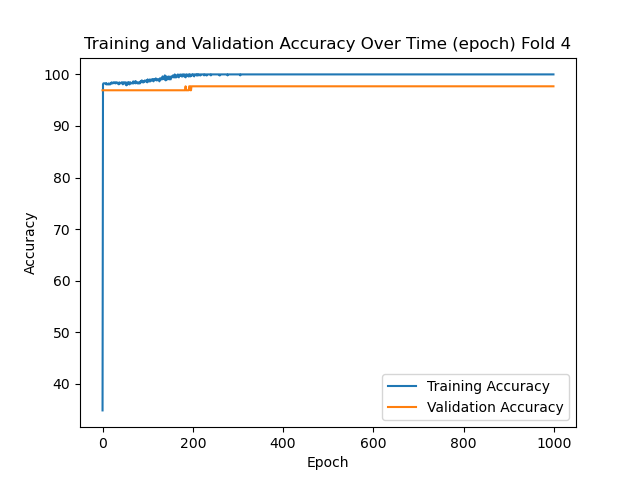 Training and Validation Accuracy Over Time (epoch) Fold 4
100
90
80
70
60
50
40
Accuracy
0
200
400
600
800
1000
Epoch
Training Accuracy
Validation Accuracy